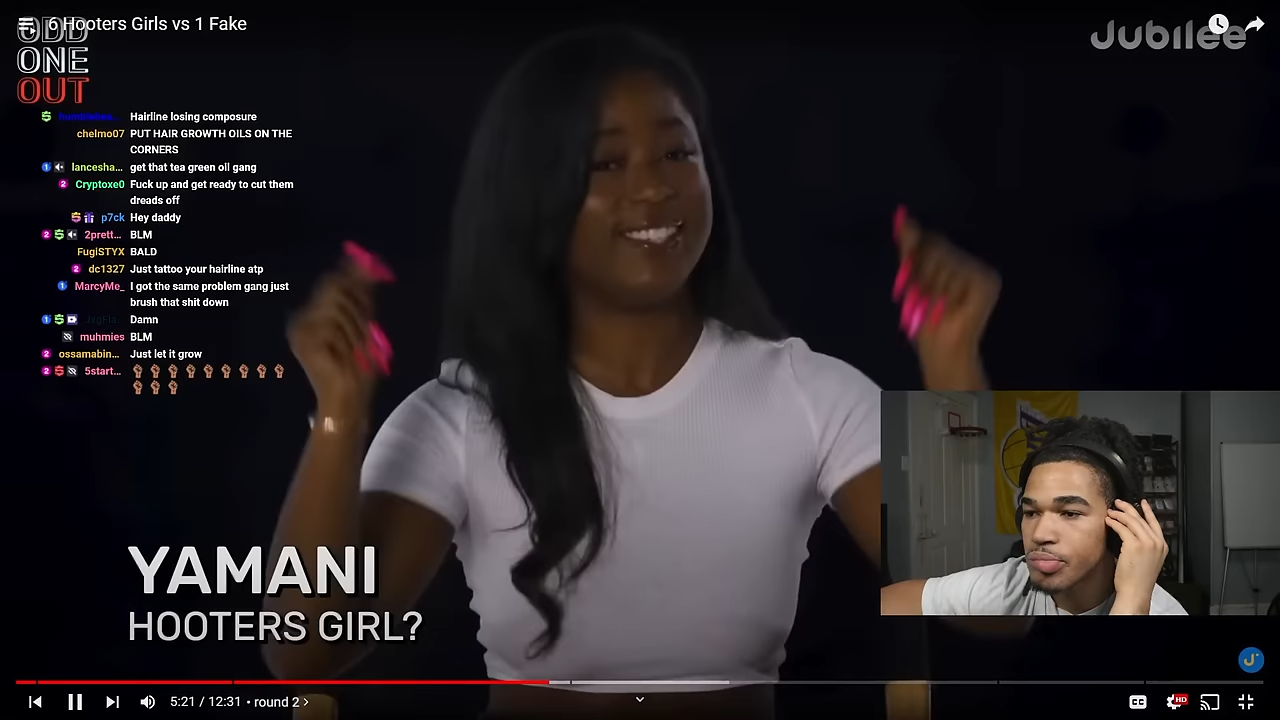 6 Hooters Girls vs 1 Fake
ODD
ONE
OUT
Jubilee
Hairline losing composure
chelmo07 PUT HAIR GROWTH OILS ON THE
CORNERS
lancesha... get that tea green oil gang
Cryptoxe0 Fuck up and get ready to cut them
dreads off
p7ck Hey daddy
2prett... BLM
FugiSTYX BALD
dc1327 Just tattoo your hairline atp
MarcyMe_ I got the same problem gang just
brush that shit down
Damn
muhmies BLM
ossamabin... Just let it grow
5start... ✊🏾✊🏾✊🏾✊🏾✊🏾✊🏾✊🏾✊🏾✊🏾
✊🏾✊🏾✊🏾
YAMANI
HOOTERS GIRL?
5:21 / 12:31 • round 2 >
CC
HD